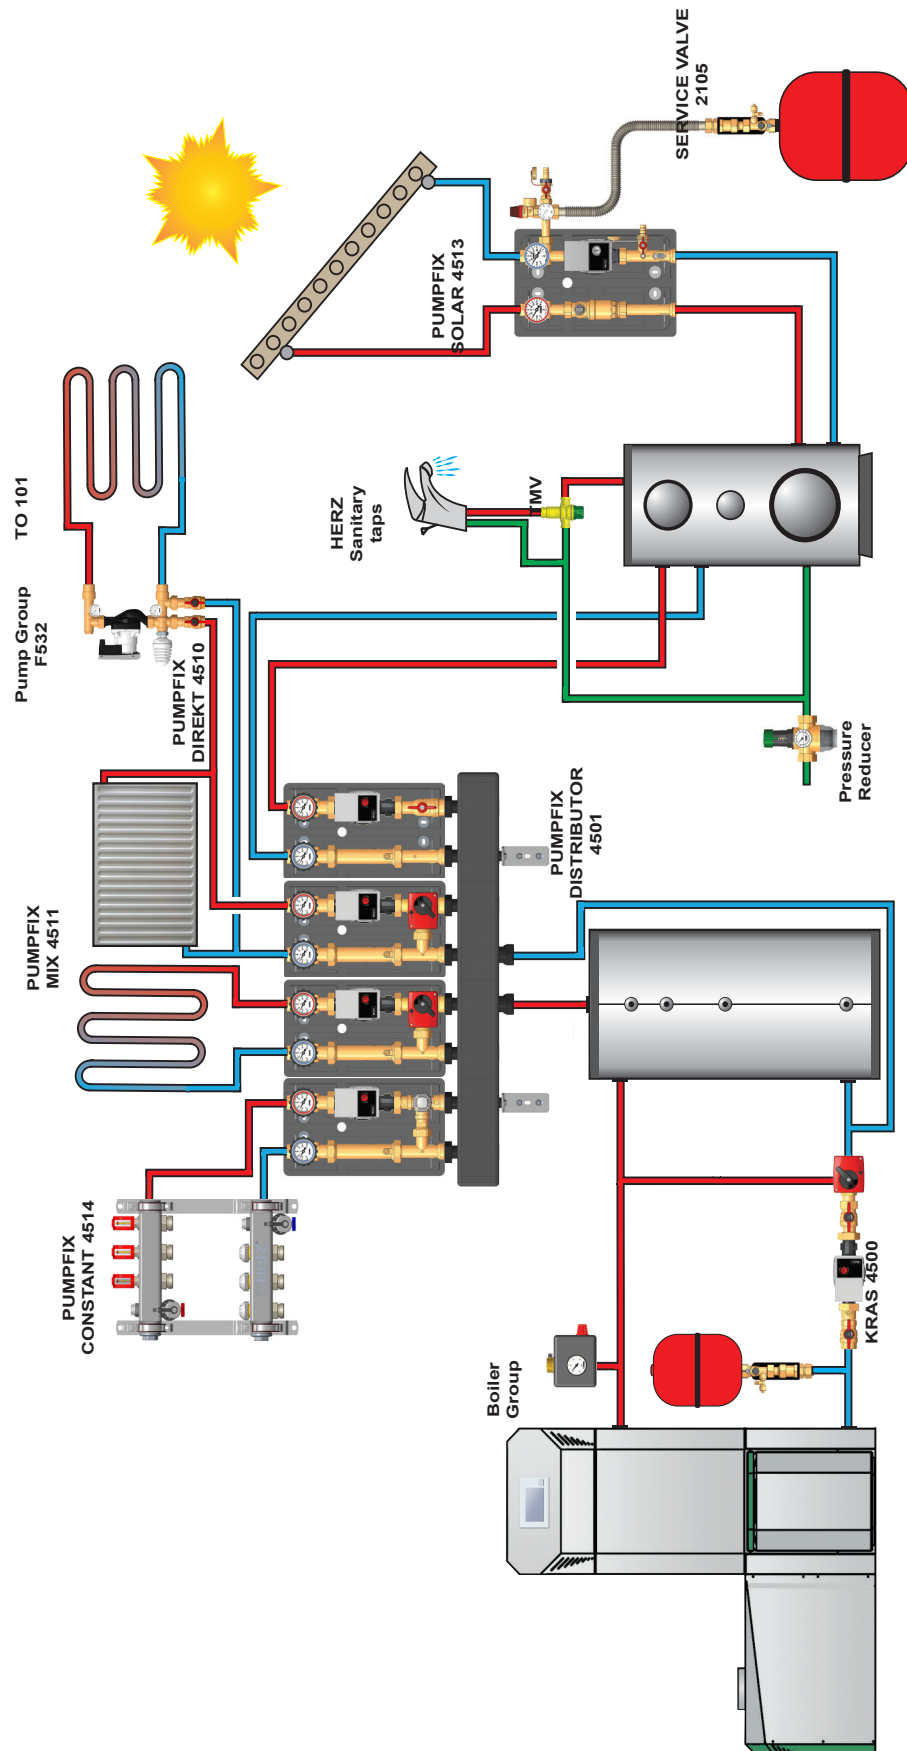 Pump Group
F532
TO 101
PUMPFIX
MIX 4511
PUMPFIX
CONSTANT 4514
PUMPFIX
DIREKT 4510
HERZ
Sanitary
taps
PUMPFIX
SOLAR 4513
Boiler
Group
TMV
PUMPFIX
DISTRIBUTOR
4501
SERVICE VALVE
2105
Pressure
Reducer
KRAS 4500